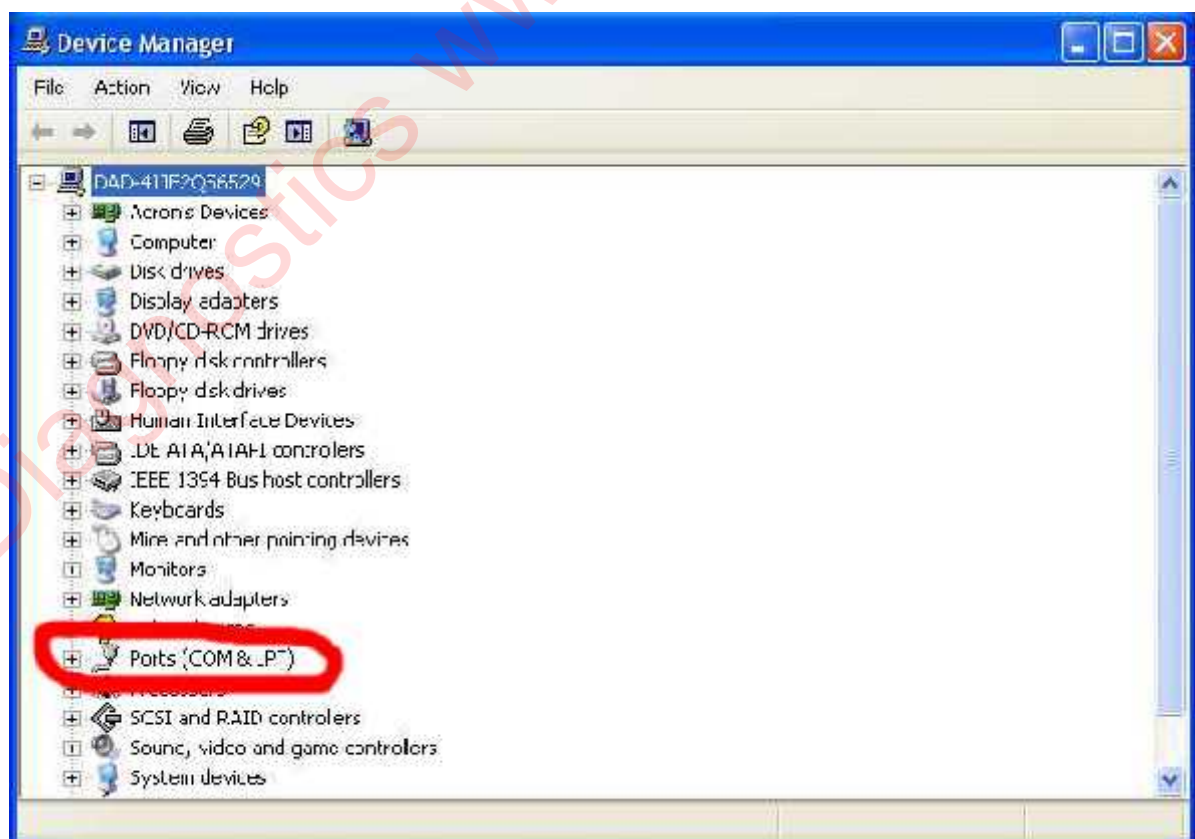 Diagnostics ww
Device Manager
File Action View Help
Acronis Devices
Computer
Disk drives
Display adapters
DVD/CD-ROM drives
Floppy disk controllers
Floppy disk drives
Human Interface Devices
IDE ATA/ATAPI controllers
IEEE 1394 Bus host controllers
Keyboards
Mice and other pointing devices
Monitors
Network adapters
Ports (COM & LPT)
SCSI and RAID controllers
Sound, video and game controllers
System devices